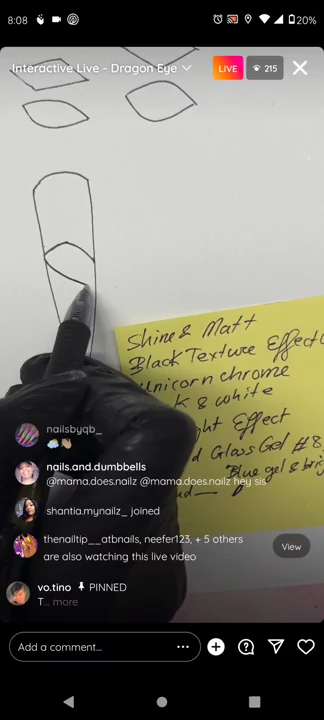 8:08
20%
Interactive Live - Dragon Eye
LIVE
215
Shine & Matt
Black Texture Effect
Unicorn chrome
k & white
ght Effect
d Glass Gel #8
Blue gel & brig
nailsbyqb_
nails.and.dumbbells
@mama.does.nailz @mama.does.nailz hey sis
shantia.mynailz_ joined
thenailtip__atbnails, neefer123, + 5 others
are also watching this live video
View
vo.tino PINNED
T... more
Add a comment...